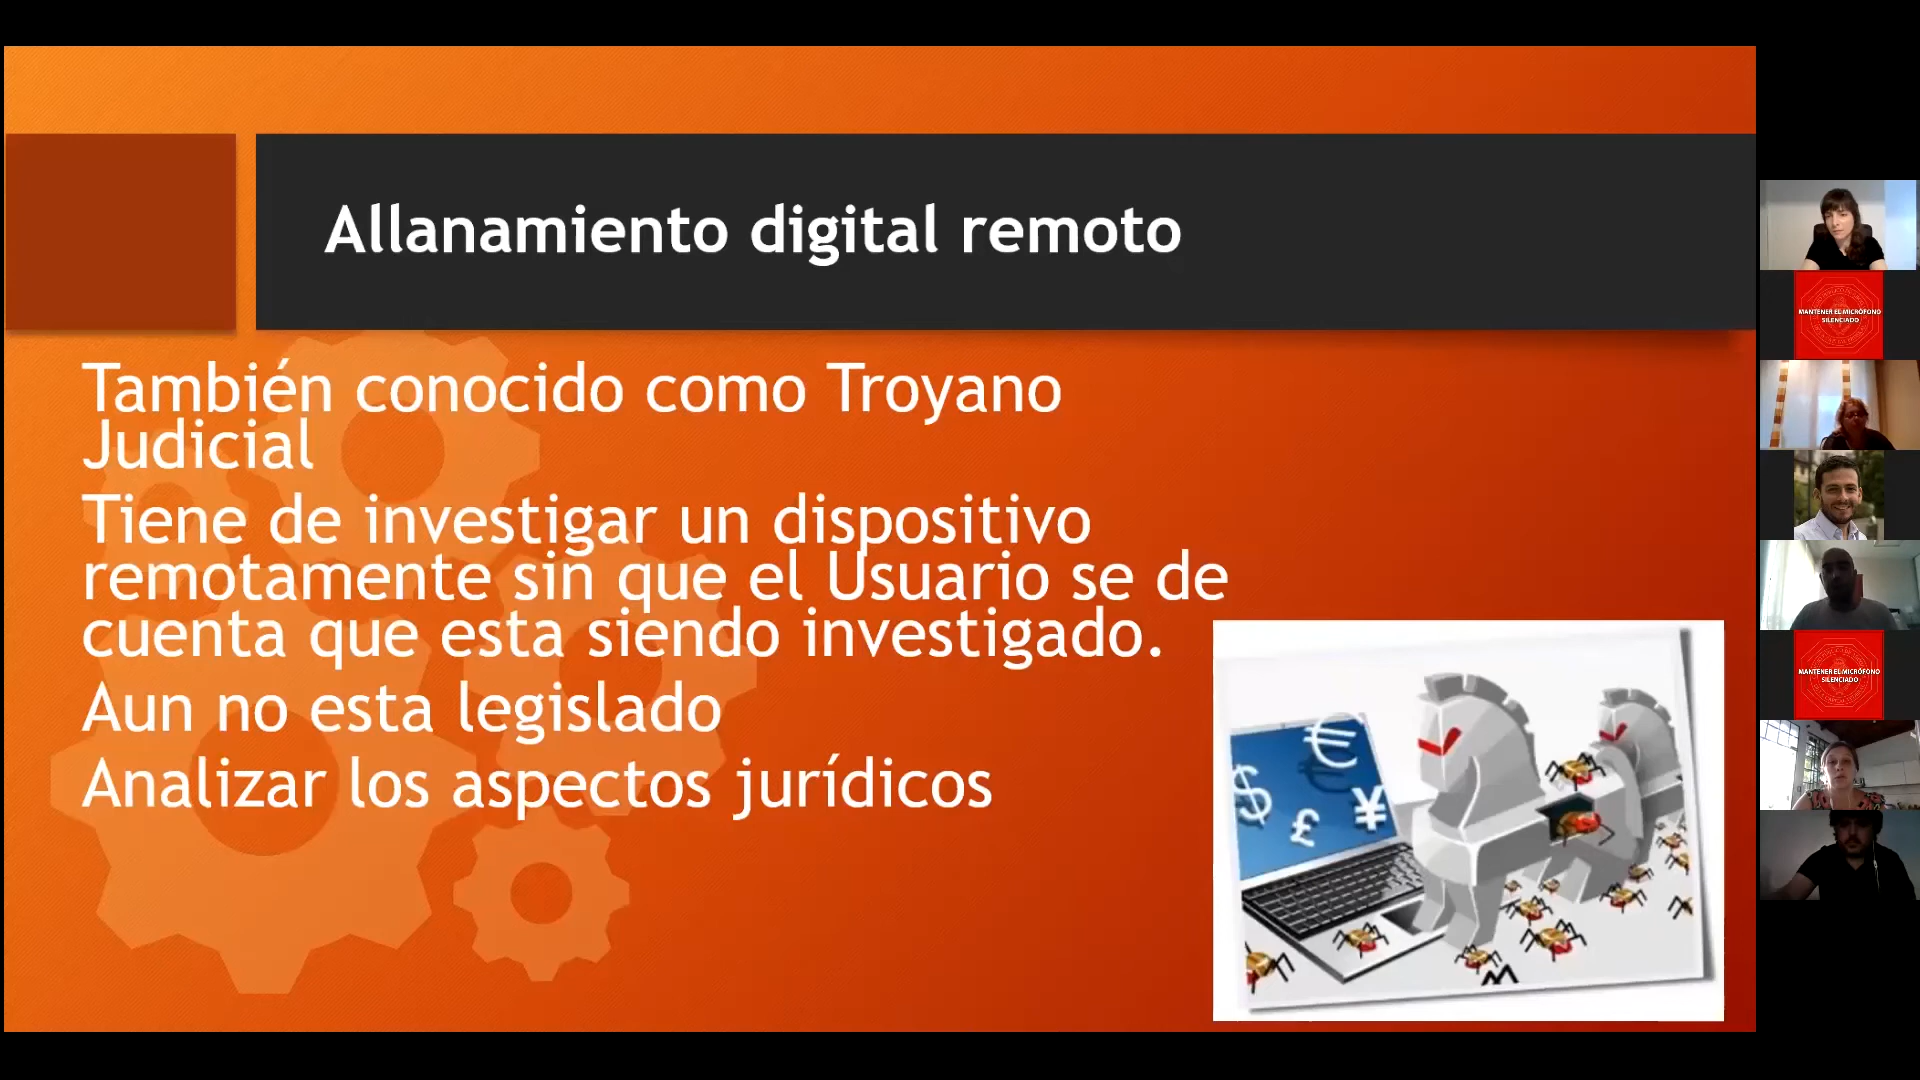 Allanamiento digital remoto
También conocido como Troyano
Judicial
Tiene de investigar un dispositivo
remotamente sin que el Usuario se de
cuenta que esta siendo investigado.
Aun no esta legislado
Analizar los aspectos jurídicos
€
$
£
¥
MANTENER EL MICRÓFONO
SILENCIADO
MANTENER EL MICRÓFONO
SILENCIADO